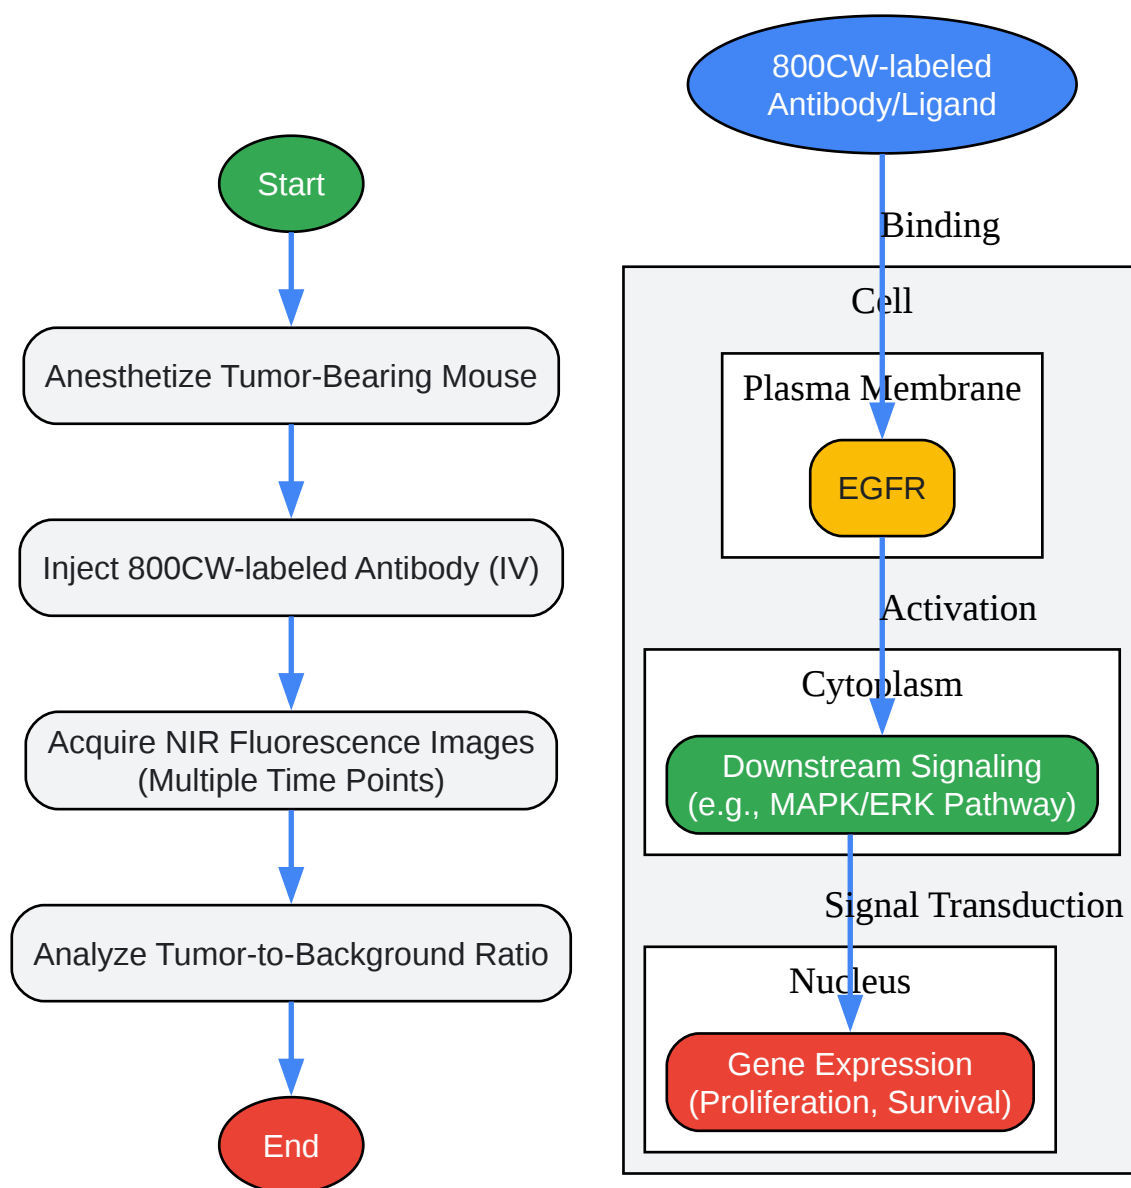 Start
Anesthetize Tumor-Bearing Mouse
Inject 800CW-labeled Antibody (IV)
Acquire NIR Fluorescence Images
(Multiple Time Points)
Analyze Tumor-to-Background Ratio
End
800CW-labeled
Antibody/Ligand
Binding
Cell
Plasma Membrane
EGFR
Activation
Cytoplasm
Downstream Signaling
(e.g., MAPK/ERK Pathway)
Signal Transduction
Nucleus
Gene Expression
(Proliferation, Survival)